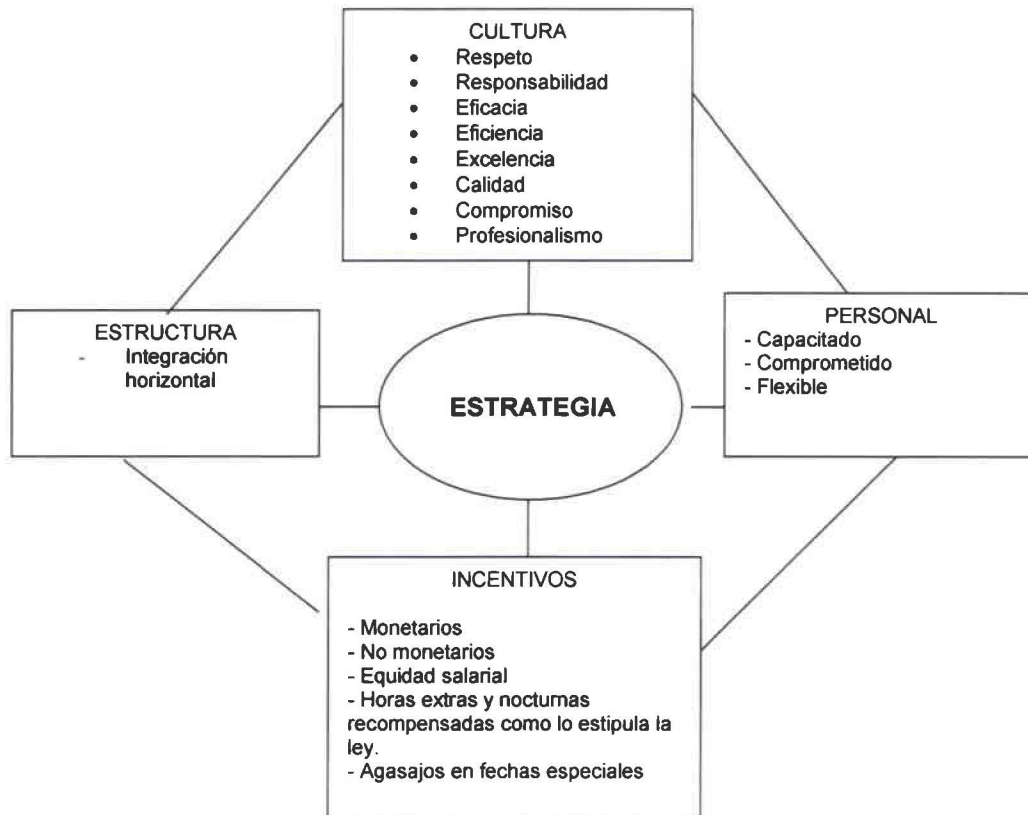 CULTURA
• Respeto
• Responsabilidad
• Eficacia
• Eficiencia
• Excelencia
• Calidad
• Compromiso
• Profesionalismo
ESTRUCTURA
- Integración
horizontal
ESTRATEGIA
PERSONAL
- Capacitado
- Comprometido
- Flexible
INCENTIVOS
- Monetarios
- No monetarios
- Equidad salarial
- Horas extras y nocturnas
recompensadas como lo estipula la
ley.
- Agasajos en fechas especiales